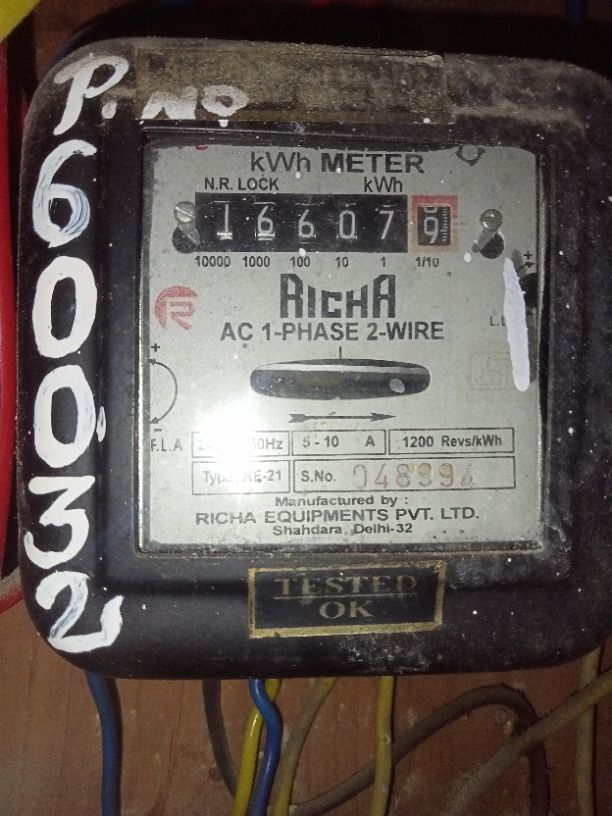 P. NO
60032
kWh METER
N.R. LOCK kWh
16607 9
10000 1000 100 10 1 1/10
RICHA
AC 1-PHASE 2-WIRE
+ +
L.
-
F.L.A 5 - 10 A 1200 Revs/kWh
RE-21 S.No. 048994
Manufactured by :
RICHA EQUIPMENTS PVT. LTD.
Shahdara, Delhi-32
TESTED
OK